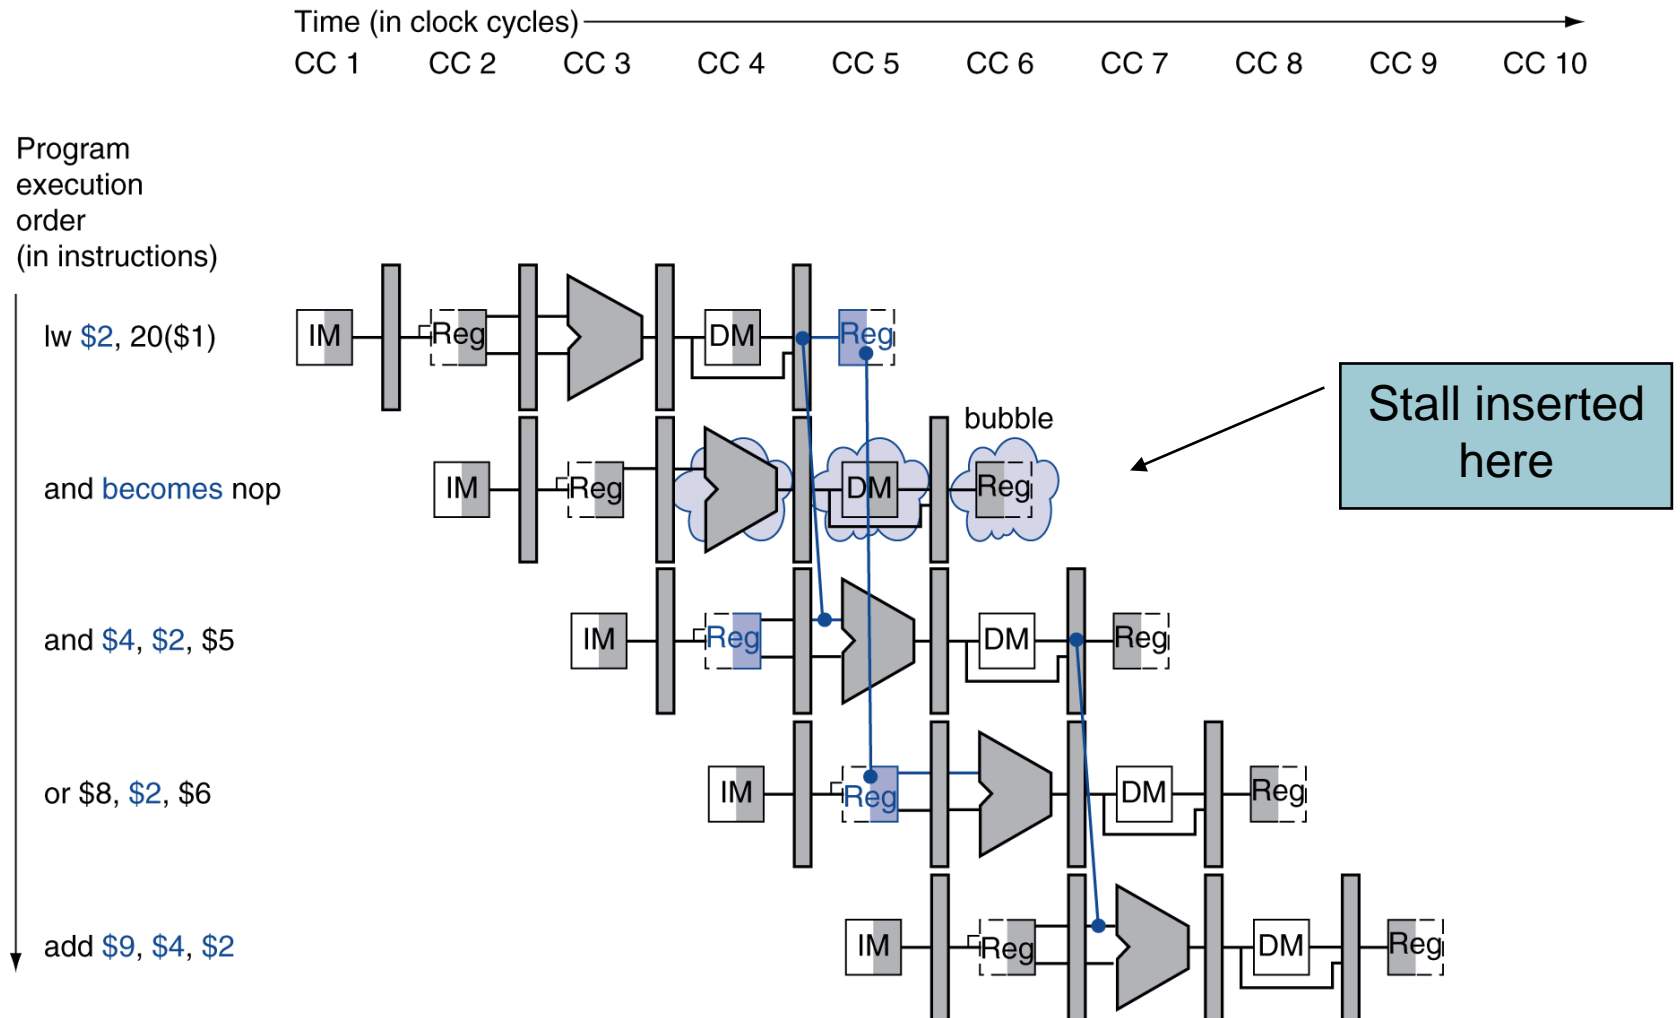 Time (in clock cycles)
CC 1 CC 2 CC 3 CC 4 CC 5 CC 6 CC 7 CC 8 CC 9 CC 10
Program
execution
order
(in instructions)
lw $2, 20($1) IM Reg DM Reg
Stall inserted
here
bubble
and becomes nop IM Reg DM Reg
and $4, $2, $5 IM Reg DM Reg
or $8, $2, $6 IM Reg DM Reg
add $9, $4, $2 IM Reg DM Reg